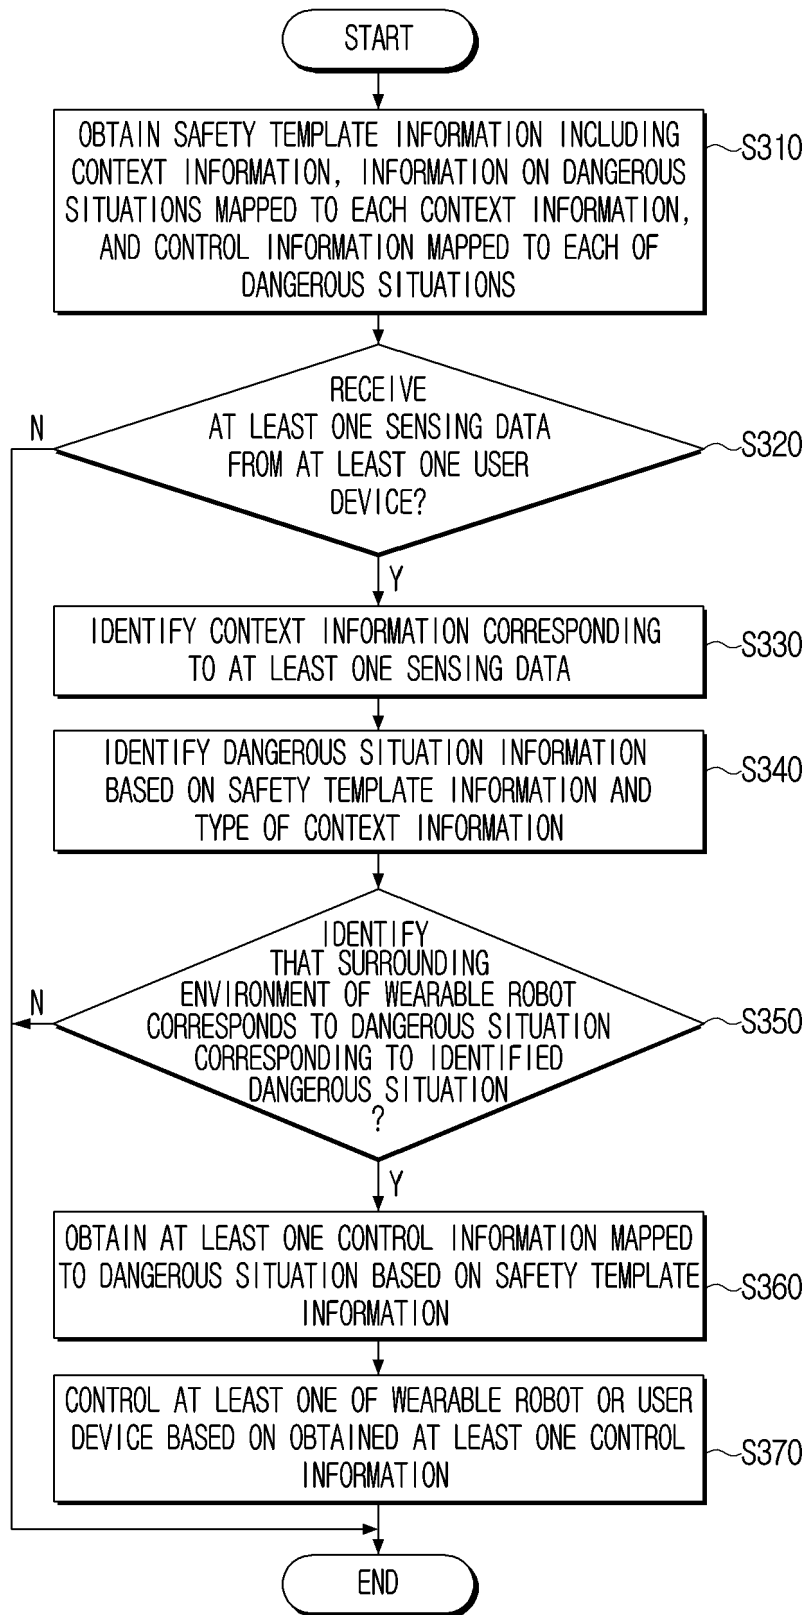 START
OBTAIN SAFETY TEMPLATE INFORMATION INCLUDING
CONTEXT INFORMATION, INFORMATION ON DANGEROUS
SITUATIONS MAPPED TO EACH CONTEXT INFORMATION,
AND CONTROL INFORMATION MAPPED TO EACH OF
DANGEROUS SITUATIONS
S310
RECEIVE
AT LEAST ONE SENSING DATA
FROM AT LEAST ONE USER
DEVICE?
S320
N
Y
IDENTIFY CONTEXT INFORMATION CORRESPONDING
TO AT LEAST ONE SENSING DATA
S330
IDENTIFY DANGEROUS SITUATION INFORMATION
BASED ON SAFETY TEMPLATE INFORMATION AND
TYPE OF CONTEXT INFORMATION
S340
IDENTIFY
THAT SURROUNDING
ENVIRONMENT OF WEARABLE ROBOT
CORRESPONDS TO DANGEROUS SITUATION
CORRESPONDING TO IDENTIFIED
DANGEROUS SITUATION
?
S350
N
Y
OBTAIN AT LEAST ONE CONTROL INFORMATION MAPPED
TO DANGEROUS SITUATION BASED ON SAFETY TEMPLATE
INFORMATION
S360
CONTROL AT LEAST ONE OF WEARABLE ROBOT OR USER
DEVICE BASED ON OBTAINED AT LEAST ONE CONTROL
INFORMATION
S370
END